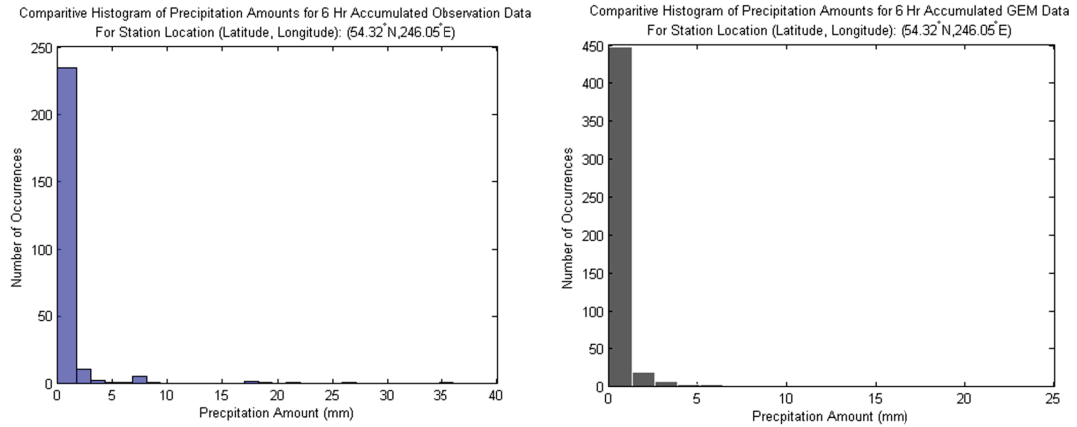 Comparitive Histogram of Precipitation Amounts for 6 Hr Accumulated Observation Data
For Station Location (Latitude, Longitude): (54.32°N,246.05°E)
250
200
150
100
50
0
0 5 10 15 20 25 30 35 40
Number of Occurrences
Precpitation Amount (mm)
Comparitive Histogram of Precipitation Amounts for 6 Hr Accumulated GEM Data
For Station Location (Latitude, Longitude): (54.32°N,246.05°E)
450
400
350
300
250
200
150
100
50
0
0 5 10 15 20 25
Number of Occurrences
Precpitation Amount (mm)